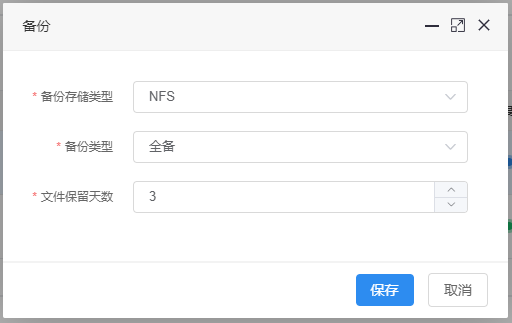 备份
* 备份存储类型 NFS
* 备份类型 全备
* 文件保留天数 3
保存 取消